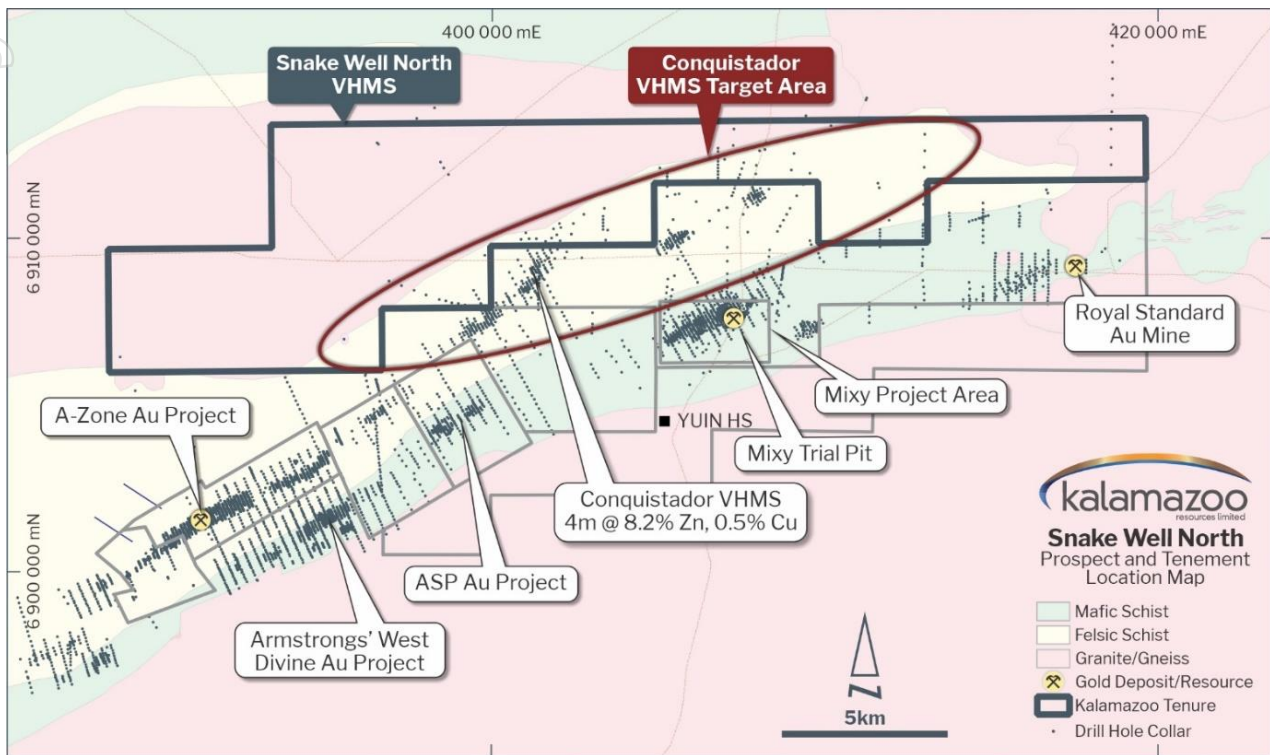 400 000 mE
420 000 mE
Snake Well North
VHMS
Conquistador
VHMS Target Area
6 910 000 mN
Royal Standard
Au Mine
A-Zone Au Project
Mixy Project Area
YUIN HS
Mixy Trial Pit
Conquistador VHMS
4m @ 8.2% Zn, 0.5% Cu
ASP Au Project
6 900 000 mN
Armstrongs' West
Divine Au Project
N
5km
kalamazoo
resources limited
Snake Well North
Prospect and Tenement
Location Map
Mafic Schist
Felsic Schist
Granite/Gneiss
Gold Deposit/Resource
Kalamazoo Tenure
Drill Hole Collar